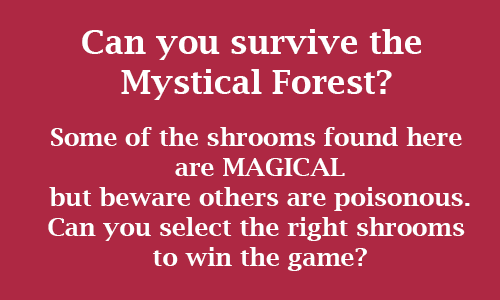 Can you survive the
Mystical Forest?
Some of the shrooms found here
are MAGICAL
but beware others are poisonous.
Can you select the right shrooms
to win the game?